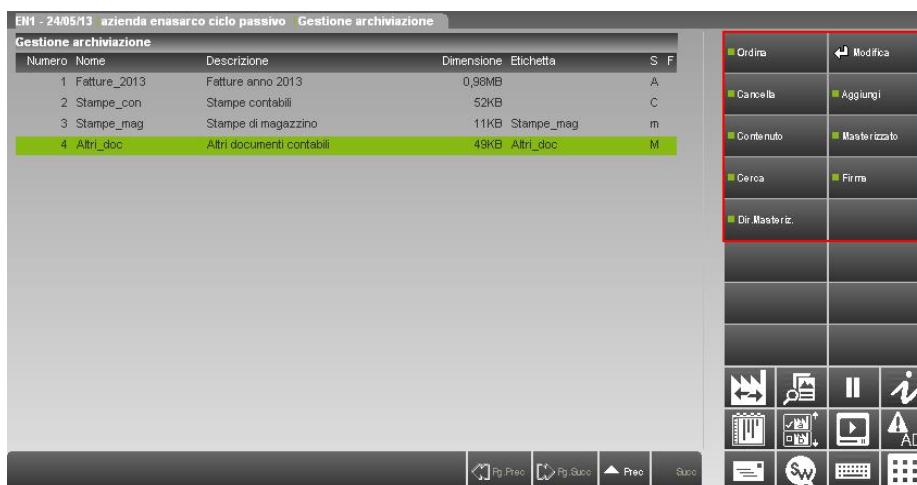 EN1 - 24/05/13 azienda enasarco ciclo passivo Gestione archiviazione
Gestione archiviazione
Numero Nome Descrizione Dimensione Etichetta S F
1 Fatture_2013 Fatture anno 2013 0,98MB A
2 Stampe_con Stampe contabili 52KB C
3 Stampe_mag Stampe di magazzino 11KB Stampe_mag m
4 Altri_doc Altri documenti contabili 49KB Altri_doc M
Ordina Modifica
Cancella Aggiungi
Contenuto Masterizzato
Cerca Firma
Dir.Masteriz.
AD
SW
Pg.Prec Pg.Succ Prec Succ